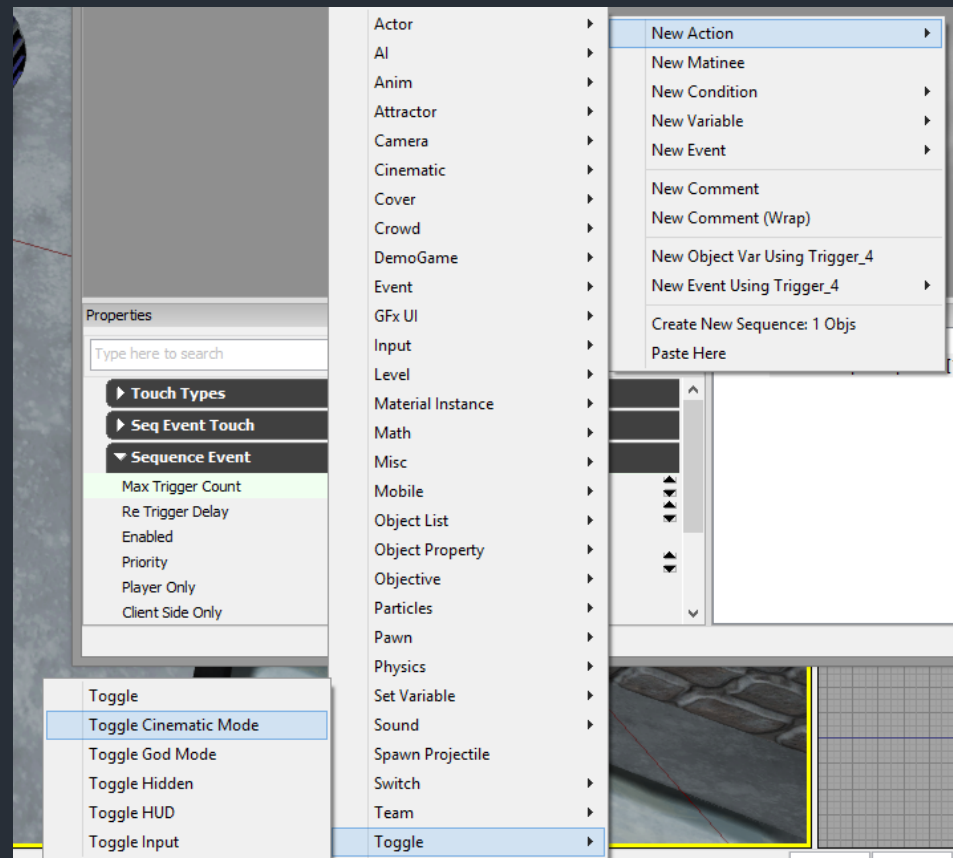 New Action
New Matinee
New Condition
New Variable
New Event
New Comment
New Comment (Wrap)
New Object Var Using Trigger_4
New Event Using Trigger_4
Create New Sequence: 1 Objs
Paste Here
Actor
AI
Anim
Attractor
Camera
Cinematic
Cover
Crowd
DemoGame
Event
GFx UI
Input
Level
Material Instance
Math
Misc
Mobile
Object List
Object Property
Objective
Particles
Pawn
Physics
Set Variable
Sound
Spawn Projectile
Switch
Team
Toggle
Properties
Type here to search
Touch Types
Seq Event Touch
Sequence Event
Max Trigger Count
Re Trigger Delay
Enabled
Priority
Player Only
Client Side Only
Toggle
Toggle Cinematic Mode
Toggle God Mode
Toggle Hidden
Toggle HUD
Toggle Input